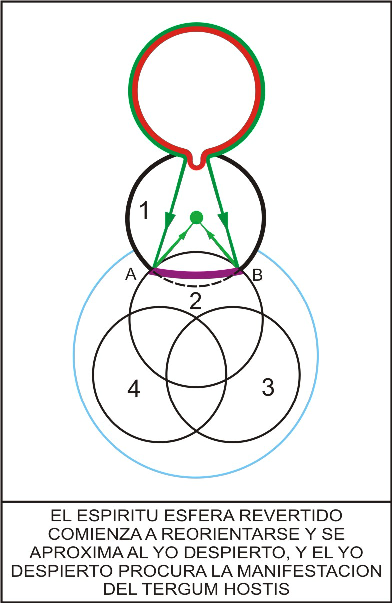 1
A
B
2
4
3
EL ESPIRITU ESFERA REVERTIDO
COMIENZA A REORIENTARSE Y SE
APROXIMA AL YO DESPIERTO, Y EL YO
DESPIERTO PROCURA LA MANIFESTACION
DEL TERGUM HOSTIS